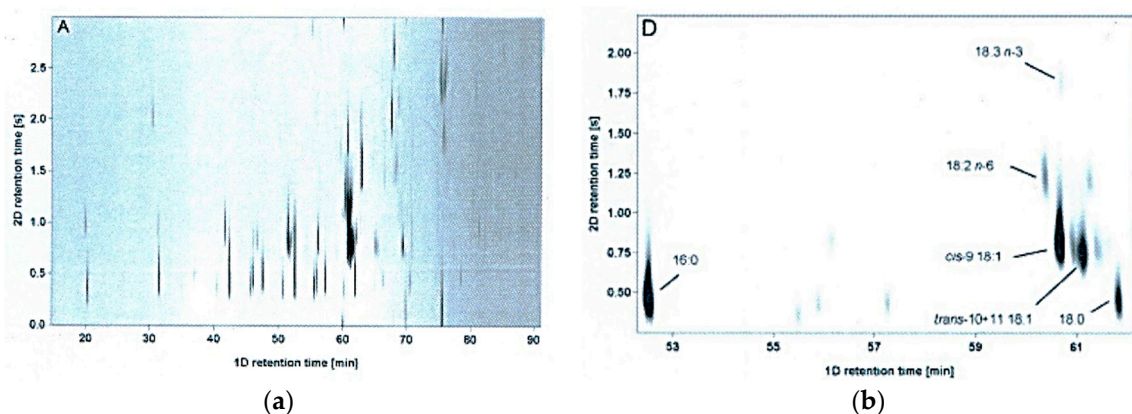 A
2D retention time [s]
2.5
2.0
1.5
1.0
0.5
0.0
20 30 40 50 60 70 80 90
1D retention time [min]
(a)
D
2D retention time [s]
2.00
1.75
1.50
1.25
1.00
0.75
0.50
18.3 n-3
18.2 n-6
cis-9 18:1
16:0
trans-10+11 18.1
18.0
53 55 57 59 61
1D retention time [min]
(b)